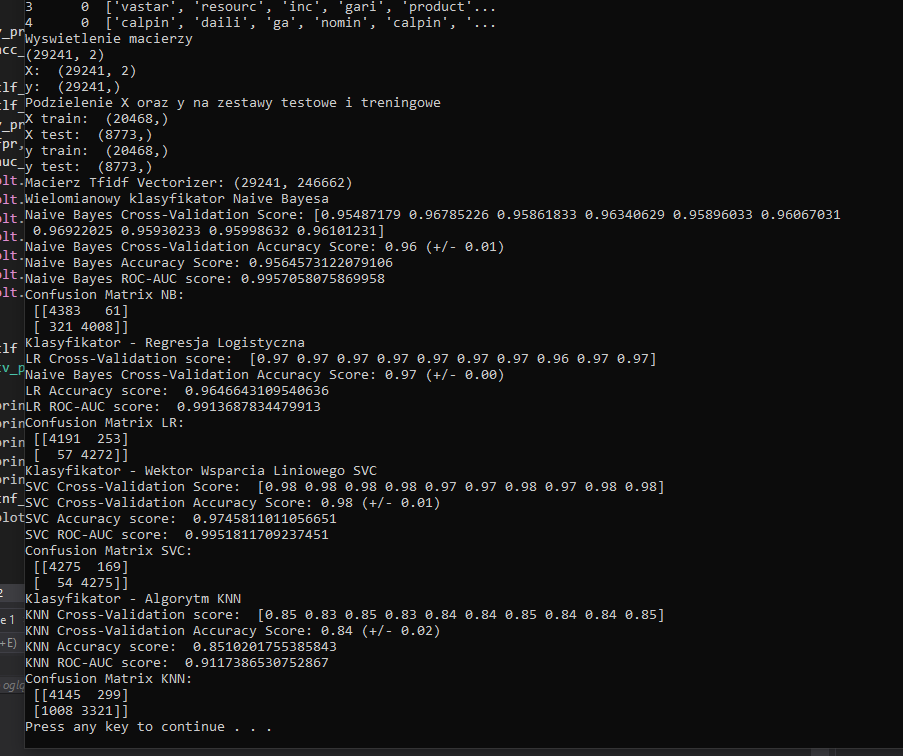 3      0  ['vastar', 'resourc', 'inc', 'gari', 'product'...
4      0  ['calpin', 'daili', 'ga', 'nomin', 'calpin', '...
Wyswietlenie macierzy
(29241, 2)
X:  (29241, 2)
y:  (29241,)
Podzielenie X oraz y na zestawy testowe i treningowe
X train:  (20468,)
X test:  (8773,)
y train:  (20468,)
y test:  (8773,)
Macierz Tfidf Vectorizer: (29241, 246662)
Wielomianowy klasyfikator Naive Bayesa
Naive Bayes Cross-Validation Score: [0.95487179 0.96785226 0.95861833 0.96340629 0.95896033 0.96067031
 0.96922025 0.95930233 0.95998632 0.96101231]
Naive Bayes Cross-Validation Accuracy Score: 0.96 (+/- 0.01)
Naive Bayes Accuracy Score: 0.9564573122079106
Naive Bayes ROC-AUC score: 0.9957058075869958
Confusion Matrix NB:
 [[4383   61]
 [ 321 4008]]
Klasyfikator - Regresja Logistyczna
LR Cross-Validation score:  [0.97 0.97 0.97 0.97 0.97 0.97 0.97 0.96 0.97 0.97]
Naive Bayes Cross-Validation Accuracy Score: 0.97 (+/- 0.00)
LR Accuracy score:  0.9646643109540636
LR ROC-AUC score:  0.9913687834479913
Confusion Matrix LR:
 [[4191  253]
 [  57 4272]]
Klasyfikator - Wektor Wsparcia Liniowego SVC
SVC Cross-Validation Score:  [0.98 0.98 0.98 0.98 0.97 0.97 0.98 0.97 0.98 0.98]
SVC Cross-Validation Accuracy Score: 0.98 (+/- 0.01)
SVC Accuracy score:  0.9745811011056651
SVC ROC-AUC score:  0.9951811709237451
Confusion Matrix SVC:
 [[4275  169]
 [  54 4275]]
Klasyfikator - Algorytm KNN
KNN Cross-Validation score:  [0.85 0.83 0.85 0.83 0.84 0.84 0.85 0.84 0.84 0.85]
KNN Cross-Validation Accuracy Score: 0.84 (+/- 0.02)
KNN Accuracy score:  0.8510201755385843
KNN ROC-AUC score:  0.9117386530752867
Confusion Matrix KNN:
 [[4145  299]
 [1008 3321]]
Press any key to continue . . .